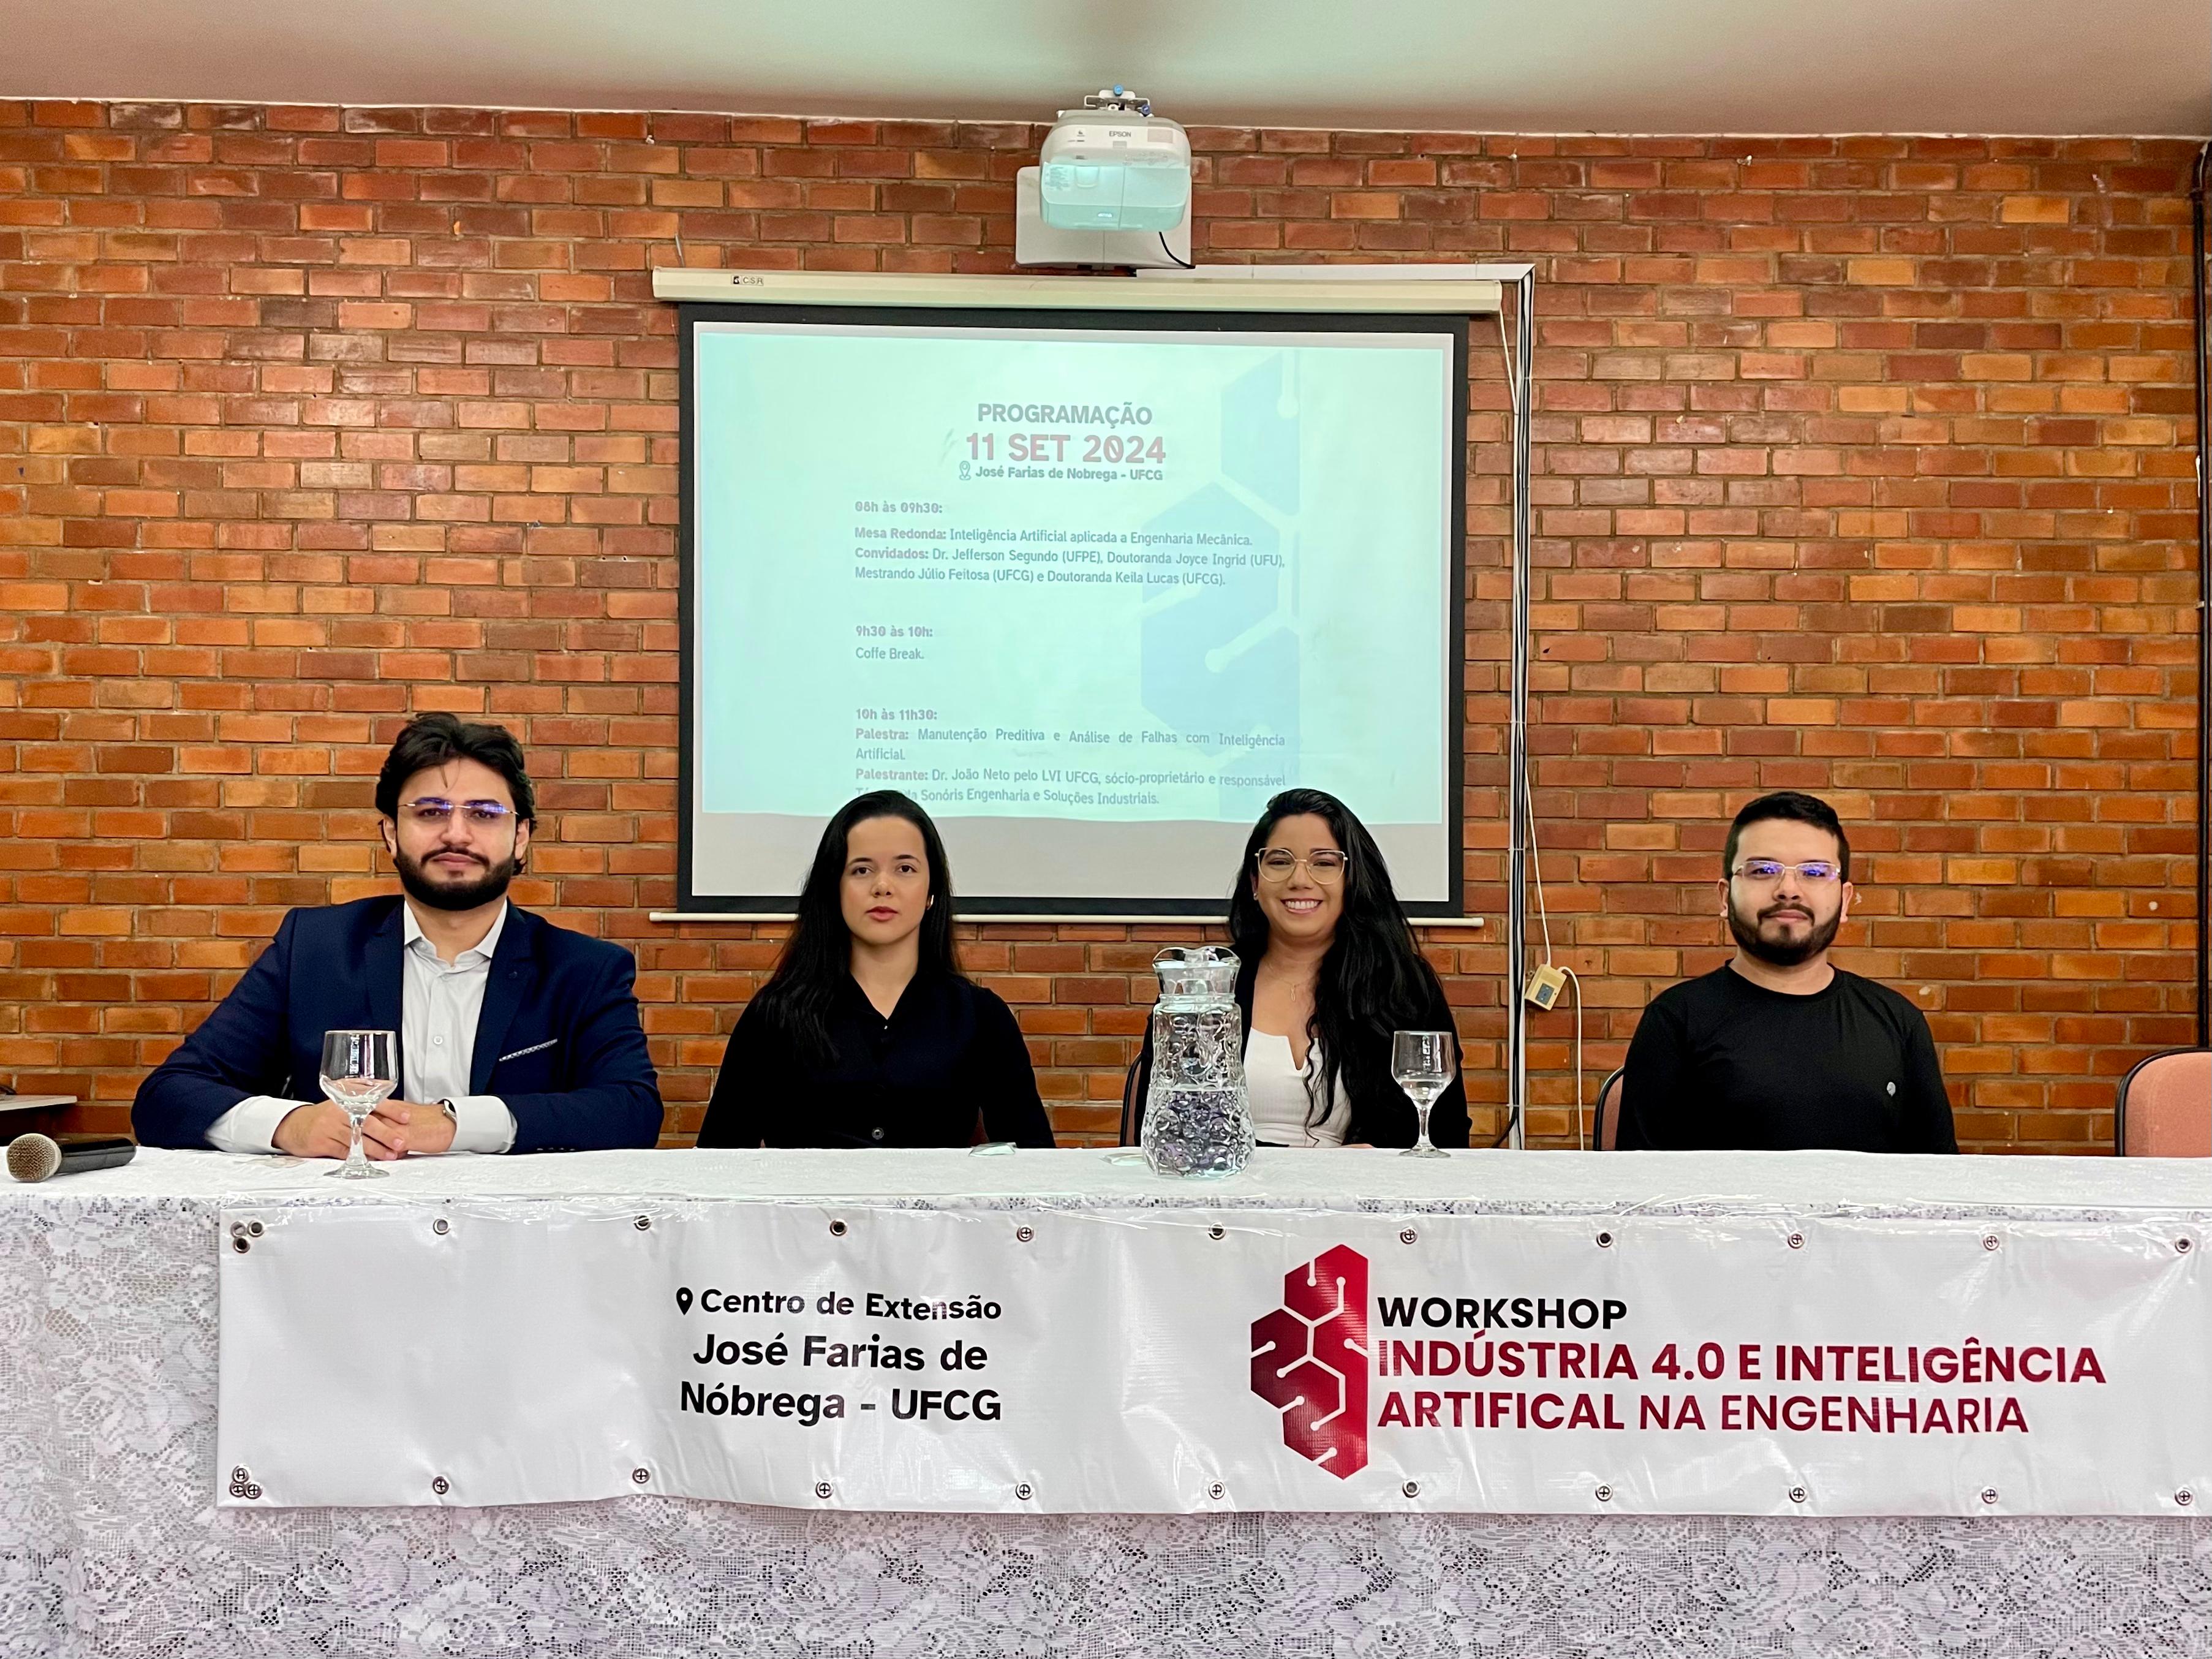 EPSON
C.S.R
PROGRAMAÇÃO
11 SET 2024
José Farias de Nobrega - UFCG
08h às 09h30:
Mesa Redonda: Inteligência Artificial aplicada a Engenharia Mecânica.
Convidados: Dr. Jefferson Segundo (UFPE), Doutoranda Joyce Ingrid (UFU),
Mestrando Júlio Feitosa (UFCG) e Doutoranda Keila Lucas (UFCG).
9h30 às 10h:
Coffe Break.
10h às 11h30:
Palestra: Manutenção Preditiva e Análise de Falhas com Inteligência
Artificial.
Palestrante: Dr. João Neto pelo LVI UFCG, sócio-proprietário e responsável
da Sonóris Engenharia e Soluções Industriais.
Centro de Extensão
José Farias de
Nóbrega - UFCG
WORKSHOP
INDÚSTRIA 4.0 E INTELIGÊNCIA
ARTIFICAL NA ENGENHARIA